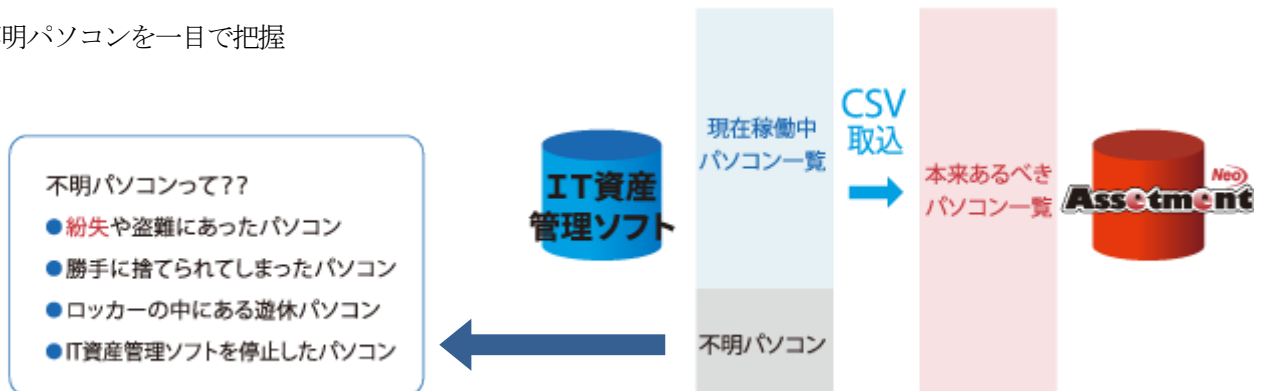 明パソコンを一目で把握
不明パソコンって??
●紛失や盗難にあったパソコン
●勝手に捨てられてしまったパソコン
●ロッカーの中にある遊休パソコン
●IT資産管理ソフトを停止したパソコン
IT資産
管理ソフト
現在稼働中
パソコン一覧
不明パソコン
CSV
取込
本来あるべき
パソコン一覧
Neo
Assetment